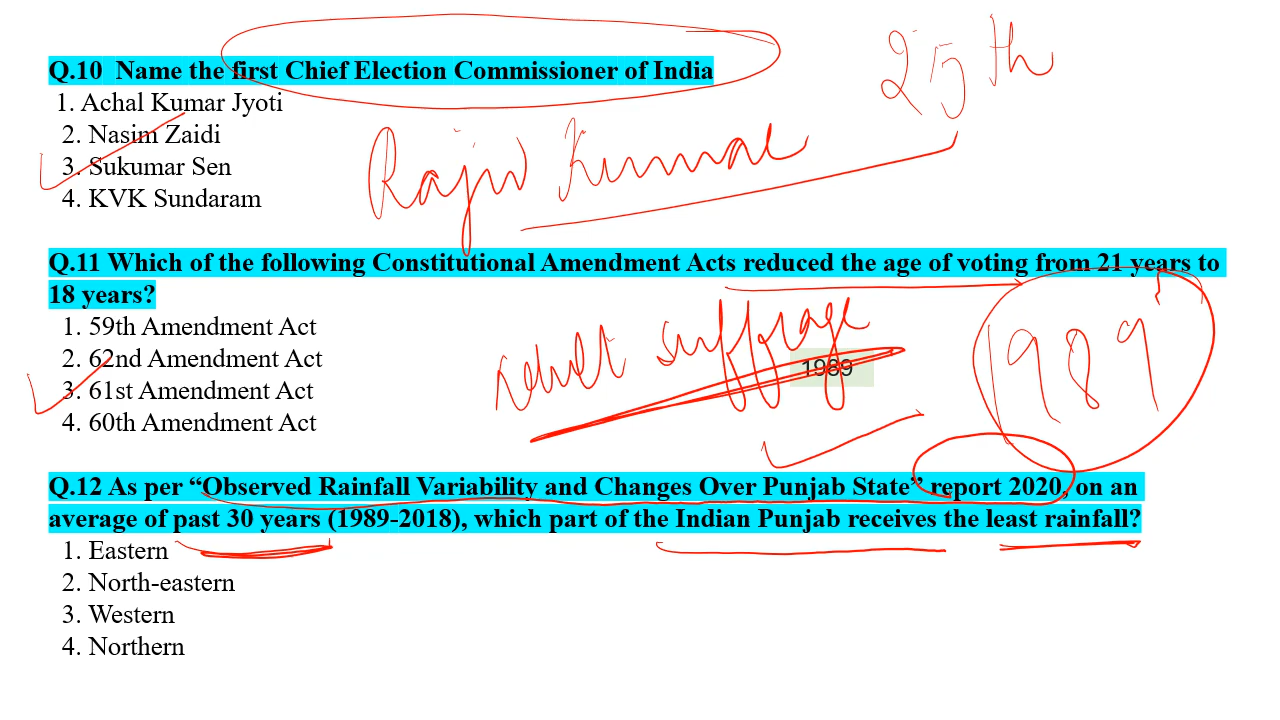 25th
Q.10 Name the first Chief Election Commissioner of India
1. Achal Kumar Jyoti
2. Nasim Zaidi
3. Sukumar Sen
4. KVK Sundaram
Rajiv Kumar
Q.11 Which of the following Constitutional Amendment Acts reduced the age of voting from 21 years to
18 years?
1. 59th Amendment Act
2. 62nd Amendment Act
3. 61st Amendment Act
4. 60th Amendment Act
Adult suffrage
1989
1989
Q.12 As per “Observed Rainfall Variability and Changes Over Punjab State” report 2020, on an
average of past 30 years (1989-2018), which part of the Indian Punjab receives the least rainfall?
1. Eastern
2. North-eastern
3. Western
4. Northern